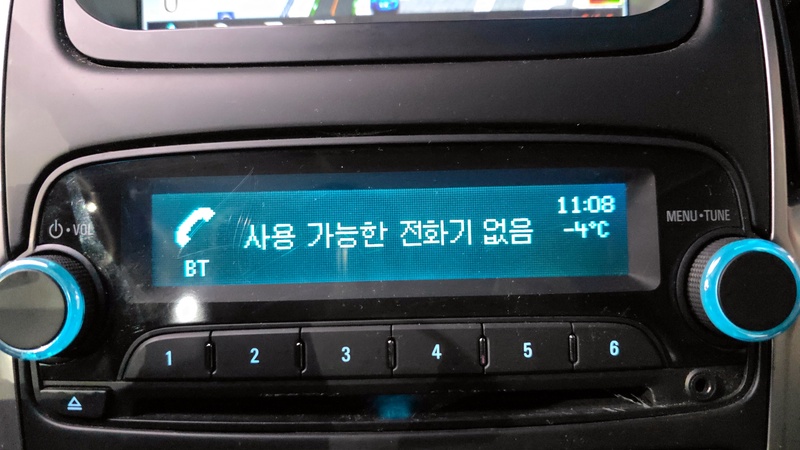 11:08
사용 가능한 전화기 없음 -4°C
BT
VOL
MENU•TUNE
1 2 3 4 5 6